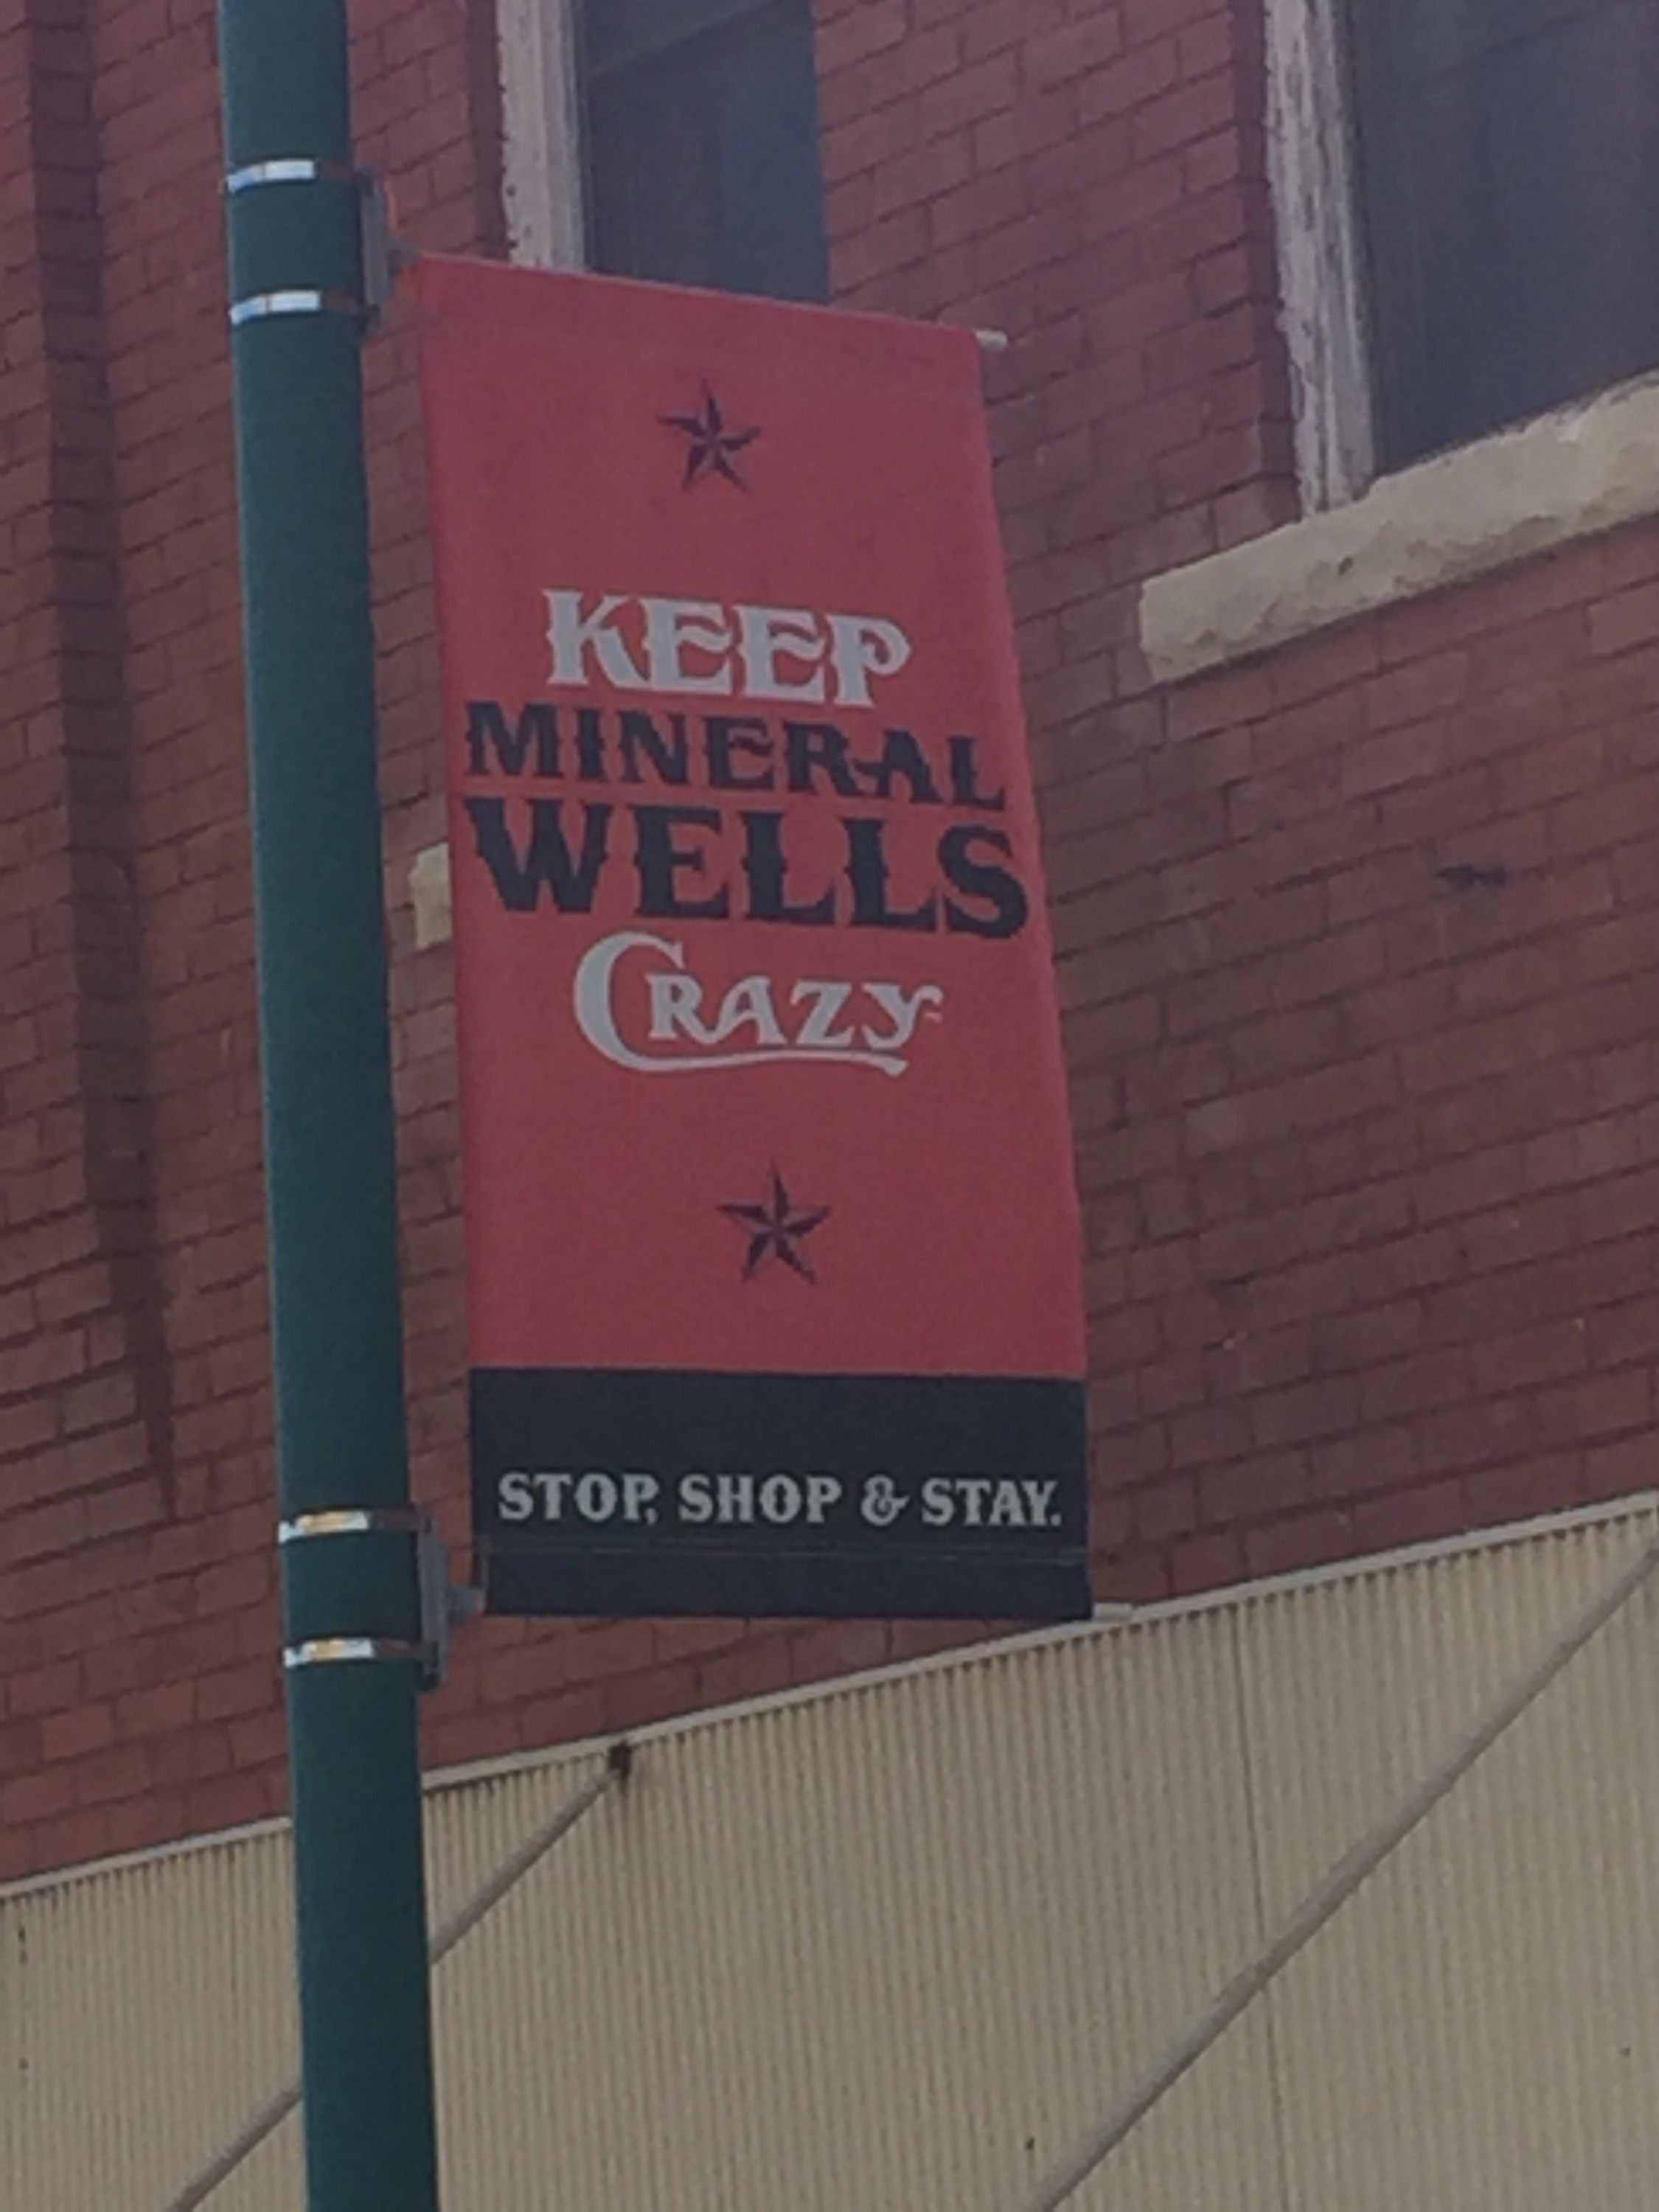 KEEP
MINERAL
WELLS
CRAZY
STOP, SHOP & STAY.